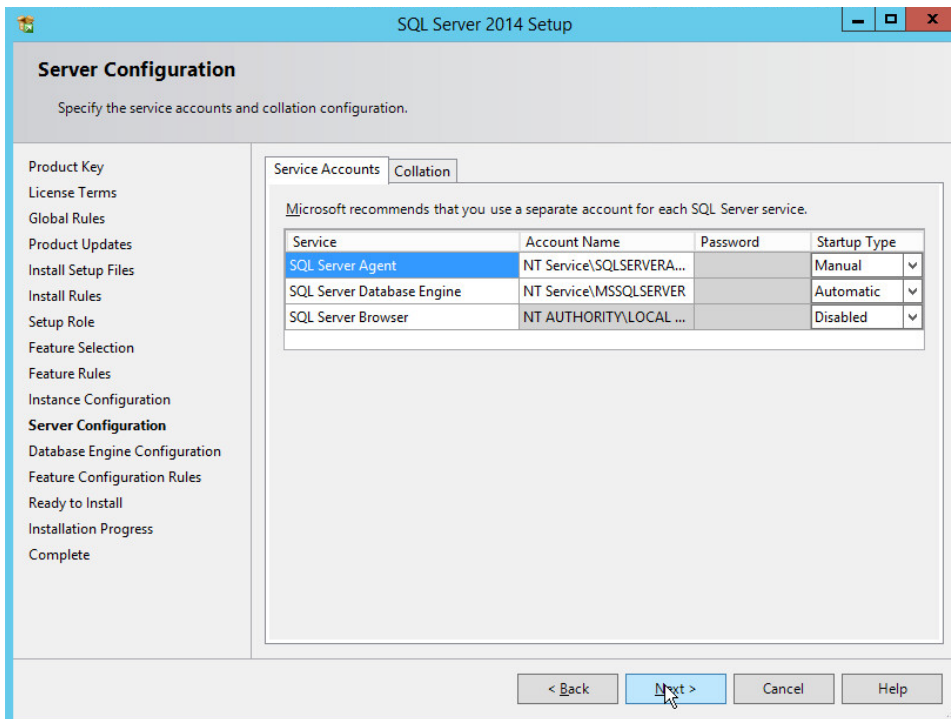 SQL Server 2014 Setup
Server Configuration
Specify the service accounts and collation configuration.
Product Key
License Terms
Global Rules
Product Updates
Install Setup Files
Install Rules
Setup Role
Feature Selection
Feature Rules
Instance Configuration
Server Configuration
Database Engine Configuration
Feature Configuration Rules
Ready to Install
Installation Progress
Complete
Service Accounts Collation
Microsoft recommends that you use a separate account for each SQL Server service.
Service Account Name Password Startup Type
SQL Server Agent NT Service\SQLSERVERA... Manual
SQL Server Database Engine NT Service\MSSQLSERVER Automatic
SQL Server Browser NT AUTHORITY\LOCAL ... Disabled
< Back Next > Cancel Help